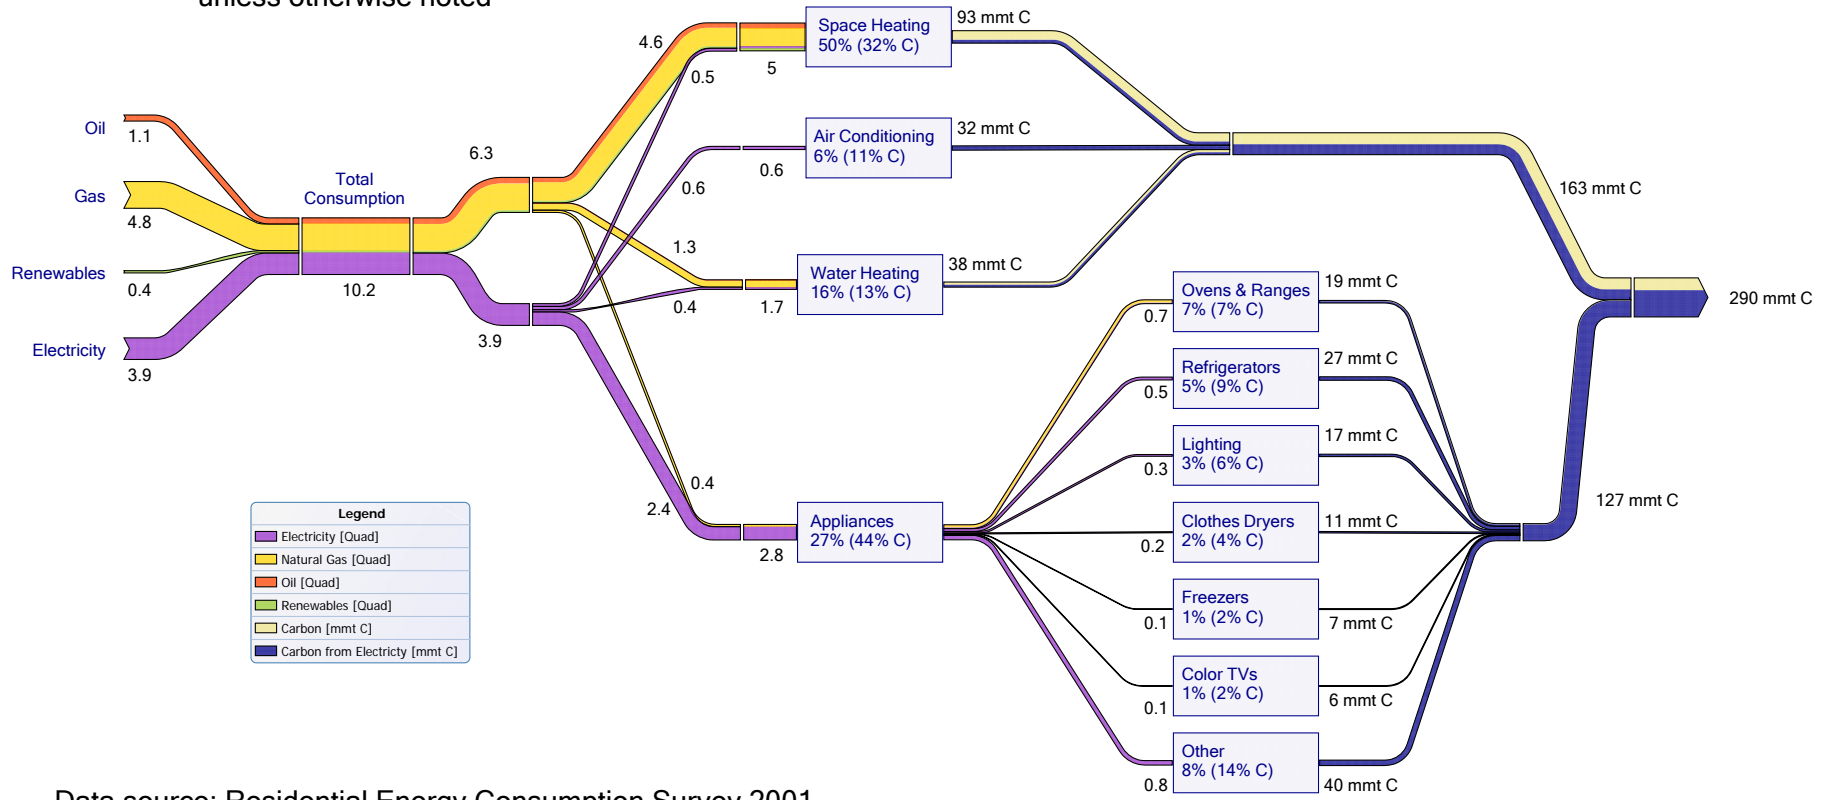 unless otherwise noted
Oil
1.1
Gas
4.8
Renewables
0.4
Electricity
3.9
Total
Consumption
10.2
6.3
3.9
4.6
0.5
5
0.6
0.6
1.3
0.4
1.7
0.4
2.4
2.8
Space Heating
50% (32% C)
93 mmt C
Air Conditioning
6% (11% C)
32 mmt C
Water Heating
16% (13% C)
38 mmt C
Appliances
27% (44% C)
0.7
Ovens & Ranges
7% (7% C)
19 mmt C
0.5
Refrigerators
5% (9% C)
27 mmt C
0.3
Lighting
3% (6% C)
17 mmt C
0.2
Clothes Dryers
2% (4% C)
11 mmt C
0.1
Freezers
1% (2% C)
7 mmt C
0.1
Color TVs
1% (2% C)
6 mmt C
0.8
Other
8% (14% C)
40 mmt C
163 mmt C
127 mmt C
290 mmt C
Legend
Electricity [Quad]
Natural Gas [Quad]
Oil [Quad]
Renewables [Quad]
Carbon [mmt C]
Carbon from Electricty [mmt C]
Data source: Residential Energy Consumption Survey 2001